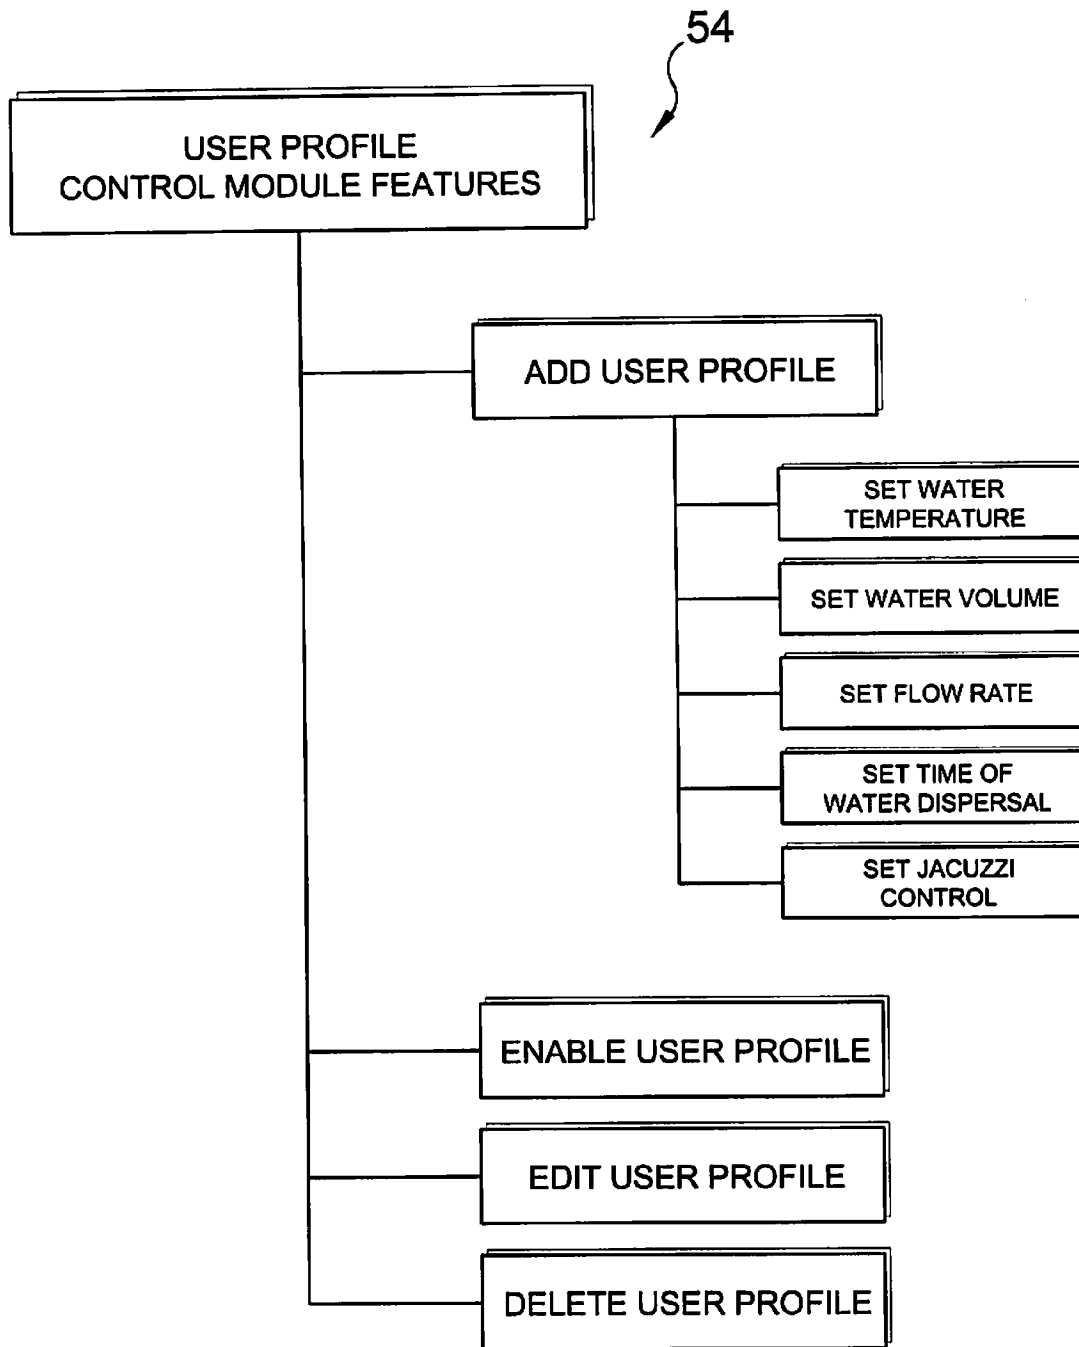 54
USER PROFILE
CONTROL MODULE FEATURES
ADD USER PROFILE
SET WATER
TEMPERATURE
SET WATER VOLUME
SET FLOW RATE
SET TIME OF
WATER DISPERSAL
SET JACUZZI
CONTROL
ENABLE USER PROFILE
EDIT USER PROFILE
DELETE USER PROFILE